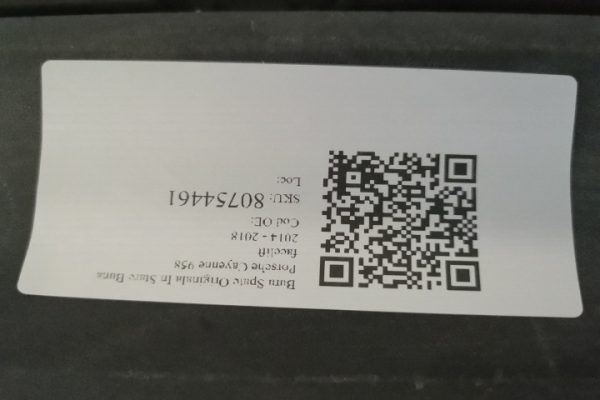 Bara Spate Originala In Stare Buna
Porsche Cayenne 958
facelift
2014 - 2018
Cod OE:
SKU: 80754461
Loc: